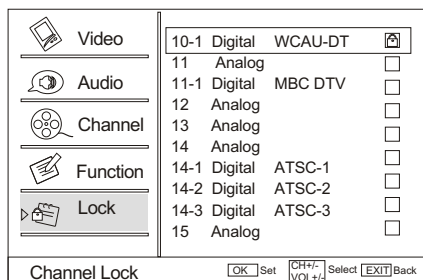 Video
Audio
Channel
Function
Lock
10-1 Digital WCAU-DT
11 Analog
11-1 Digital MBC DTV
12 Analog
13 Analog
14 Analog
14-1 Digital ATSC-1
14-2 Digital ATSC-2
14-3 Digital ATSC-3
15 Analog
Channel Lock
OK Set CH+/- VOL+/- Select EXIT Back